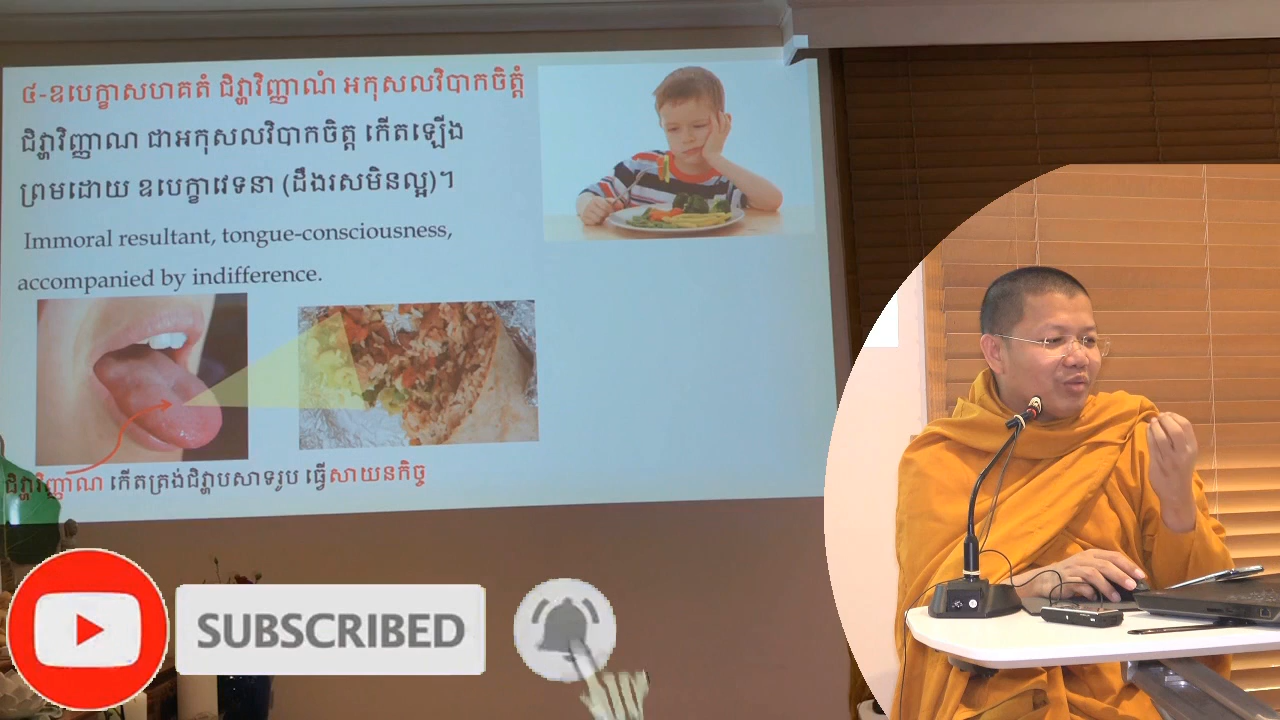 ៤-ឧបេក្ខាសហគតំ ជិវ្ហាវិញ្ញាណំ អកុសលវិបាកចិត្តំ
ជិវ្ហាវិញ្ញាណ ជាអកុសលវិបាកចិត្ត កើតឡើង
ព្រមដោយ ឧបេក្ខាវេទនា (ដឹងរសមិនល្អ)។
Immoral resultant, tongue-consciousness,
accompanied by indifference.
ជិវ្ហាវិញ្ញាណ កើតត្រង់ជិវ្ហាបសាទរូប ធ្វើសាយនកិច្ច
SUBSCRIBED